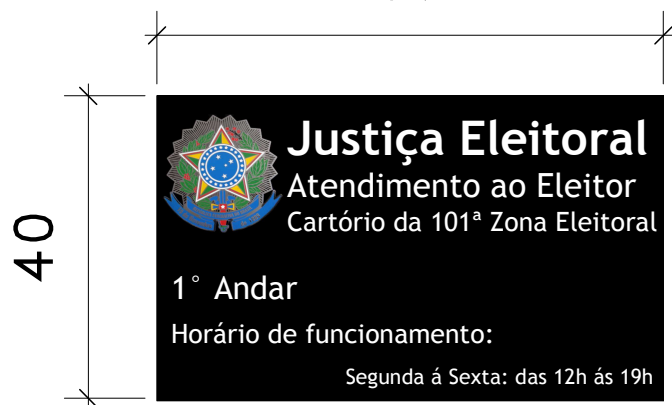 Justiça Eleitoral
Atendimento ao Eleitor
Cartório da 101ª Zona Eleitoral
40
1° Andar
Horário de funcionamento:
Segunda á Sexta: das 12h ás 19h